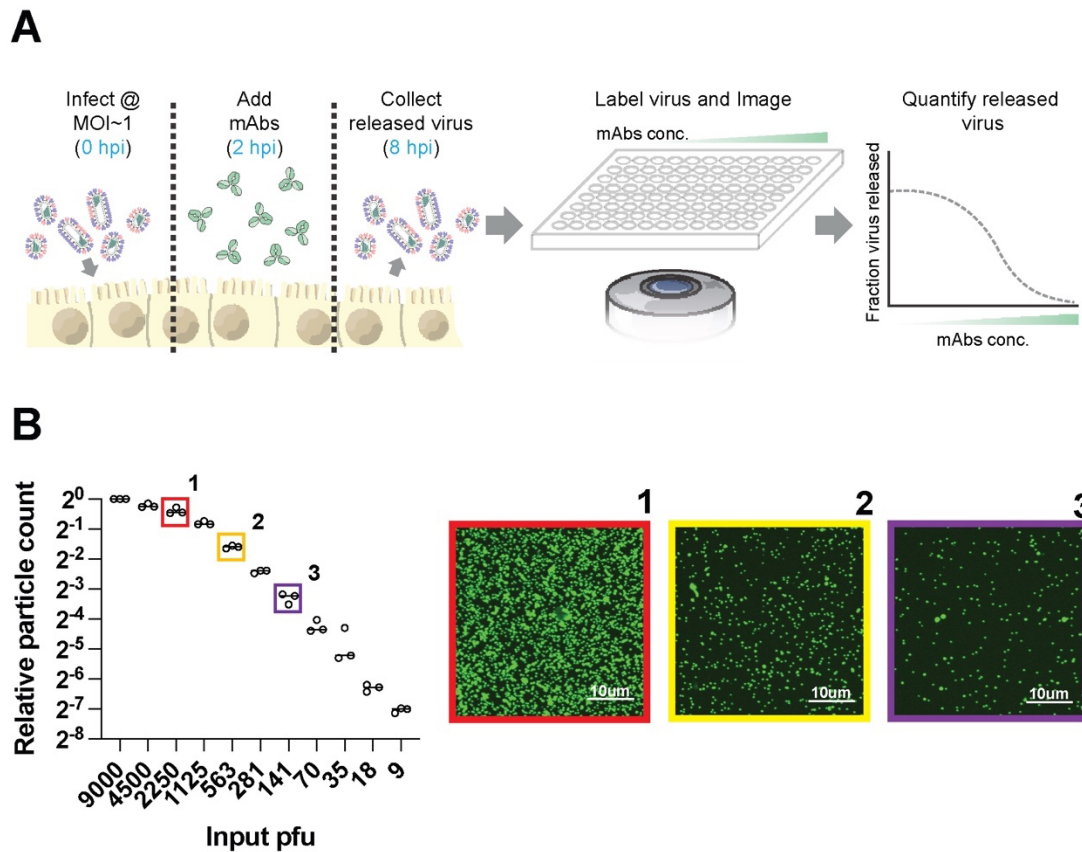 A
Infect @
MOI~1
(0 hpi)
Add
mAbs
(2 hpi)
Collect
released virus
(8 hpi)
Label virus and Image
mAbs conc.
Quantify released
virus
Fraction virus released
mAbs conc.
B
Relative particle count
2^0
2^-1
2^-2
2^-3
2^-4
2^-5
2^-6
2^-7
2^-8
1
2
3
9000
4500
2250
1125
563
281
141
70
35
18
9
Input pfu
1
10um
2
10um
3
10um